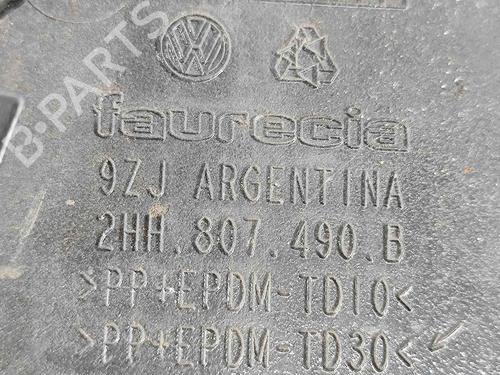 B-PARTS
faurecia
9ZJ ARGENTINA
2HH.807.490.B
>PP+EPDM-TD10<
>PP+EPDM-TD30<